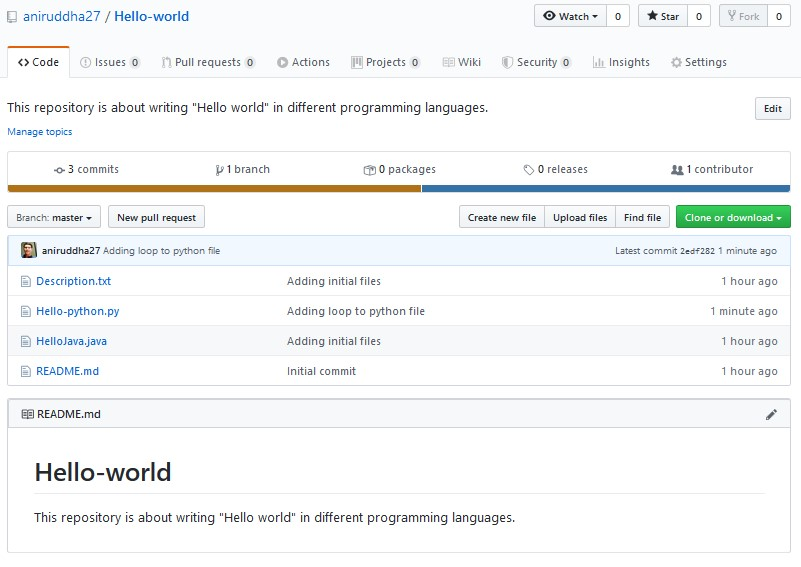 aniruddha27 / Hello-world
Watch 0 Star 0 Fork 0
Code Issues 0 Pull requests 0 Actions Projects 0 Wiki Security 0 Insights Settings
This repository is about writing "Hello world" in different programming languages. Edit
Manage topics
3 commits 1 branch 0 packages 0 releases 1 contributor
Branch: master New pull request Create new file Upload files Find file Clone or download
aniruddha27 Adding loop to python file Latest commit 2edf282 1 minute ago
Description.txt Adding initial files 1 hour ago
Hello-python.py Adding loop to python file 1 minute ago
HelloJava.java Adding initial files 1 hour ago
README.md Initial commit 1 hour ago
README.md
Hello-world
This repository is about writing "Hello world" in different programming languages.